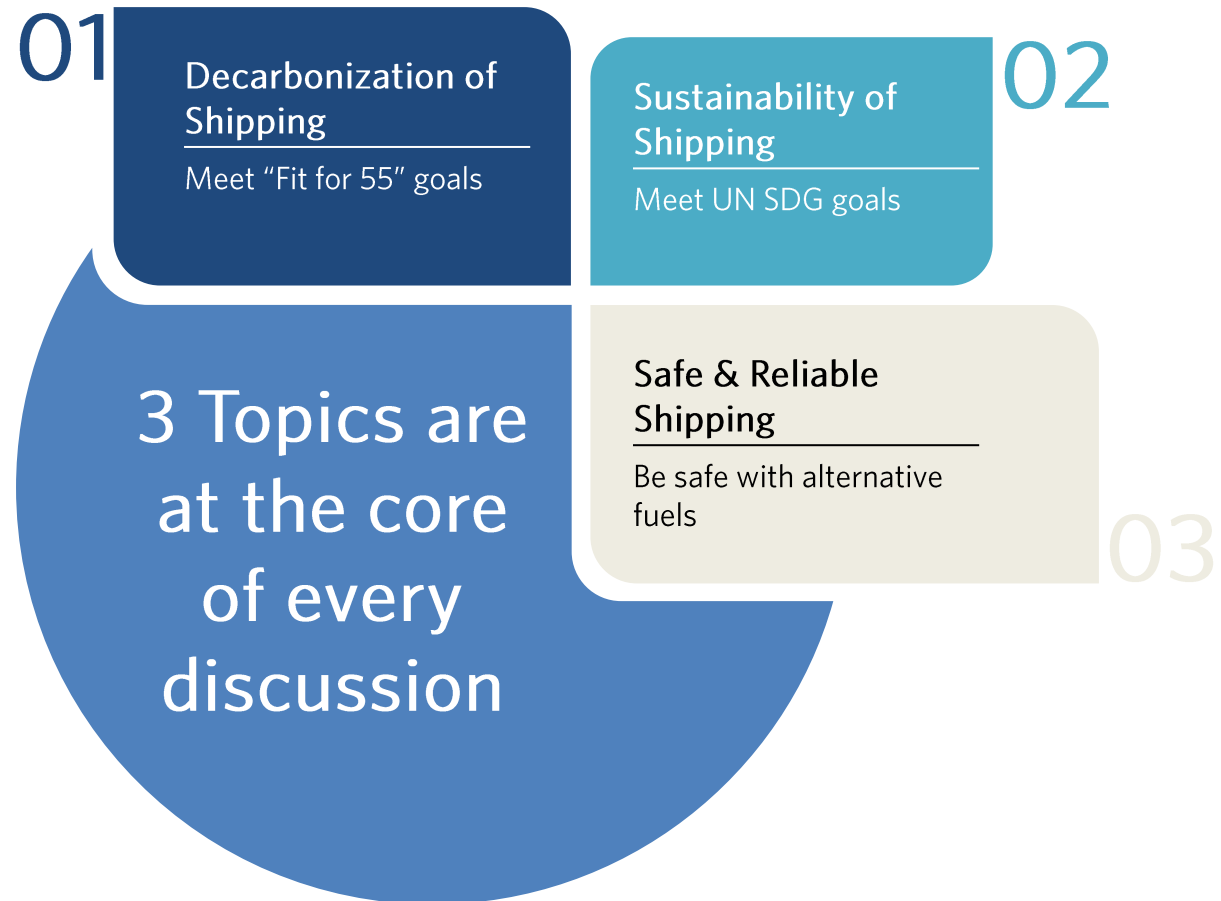 01
Decarbonization of
Shipping
Meet “Fit for 55” goals
02
Sustainability of
Shipping
Meet UN SDG goals
03
Safe & Reliable
Shipping
Be safe with alternative
fuels
3 Topics are
at the core
of every
discussion